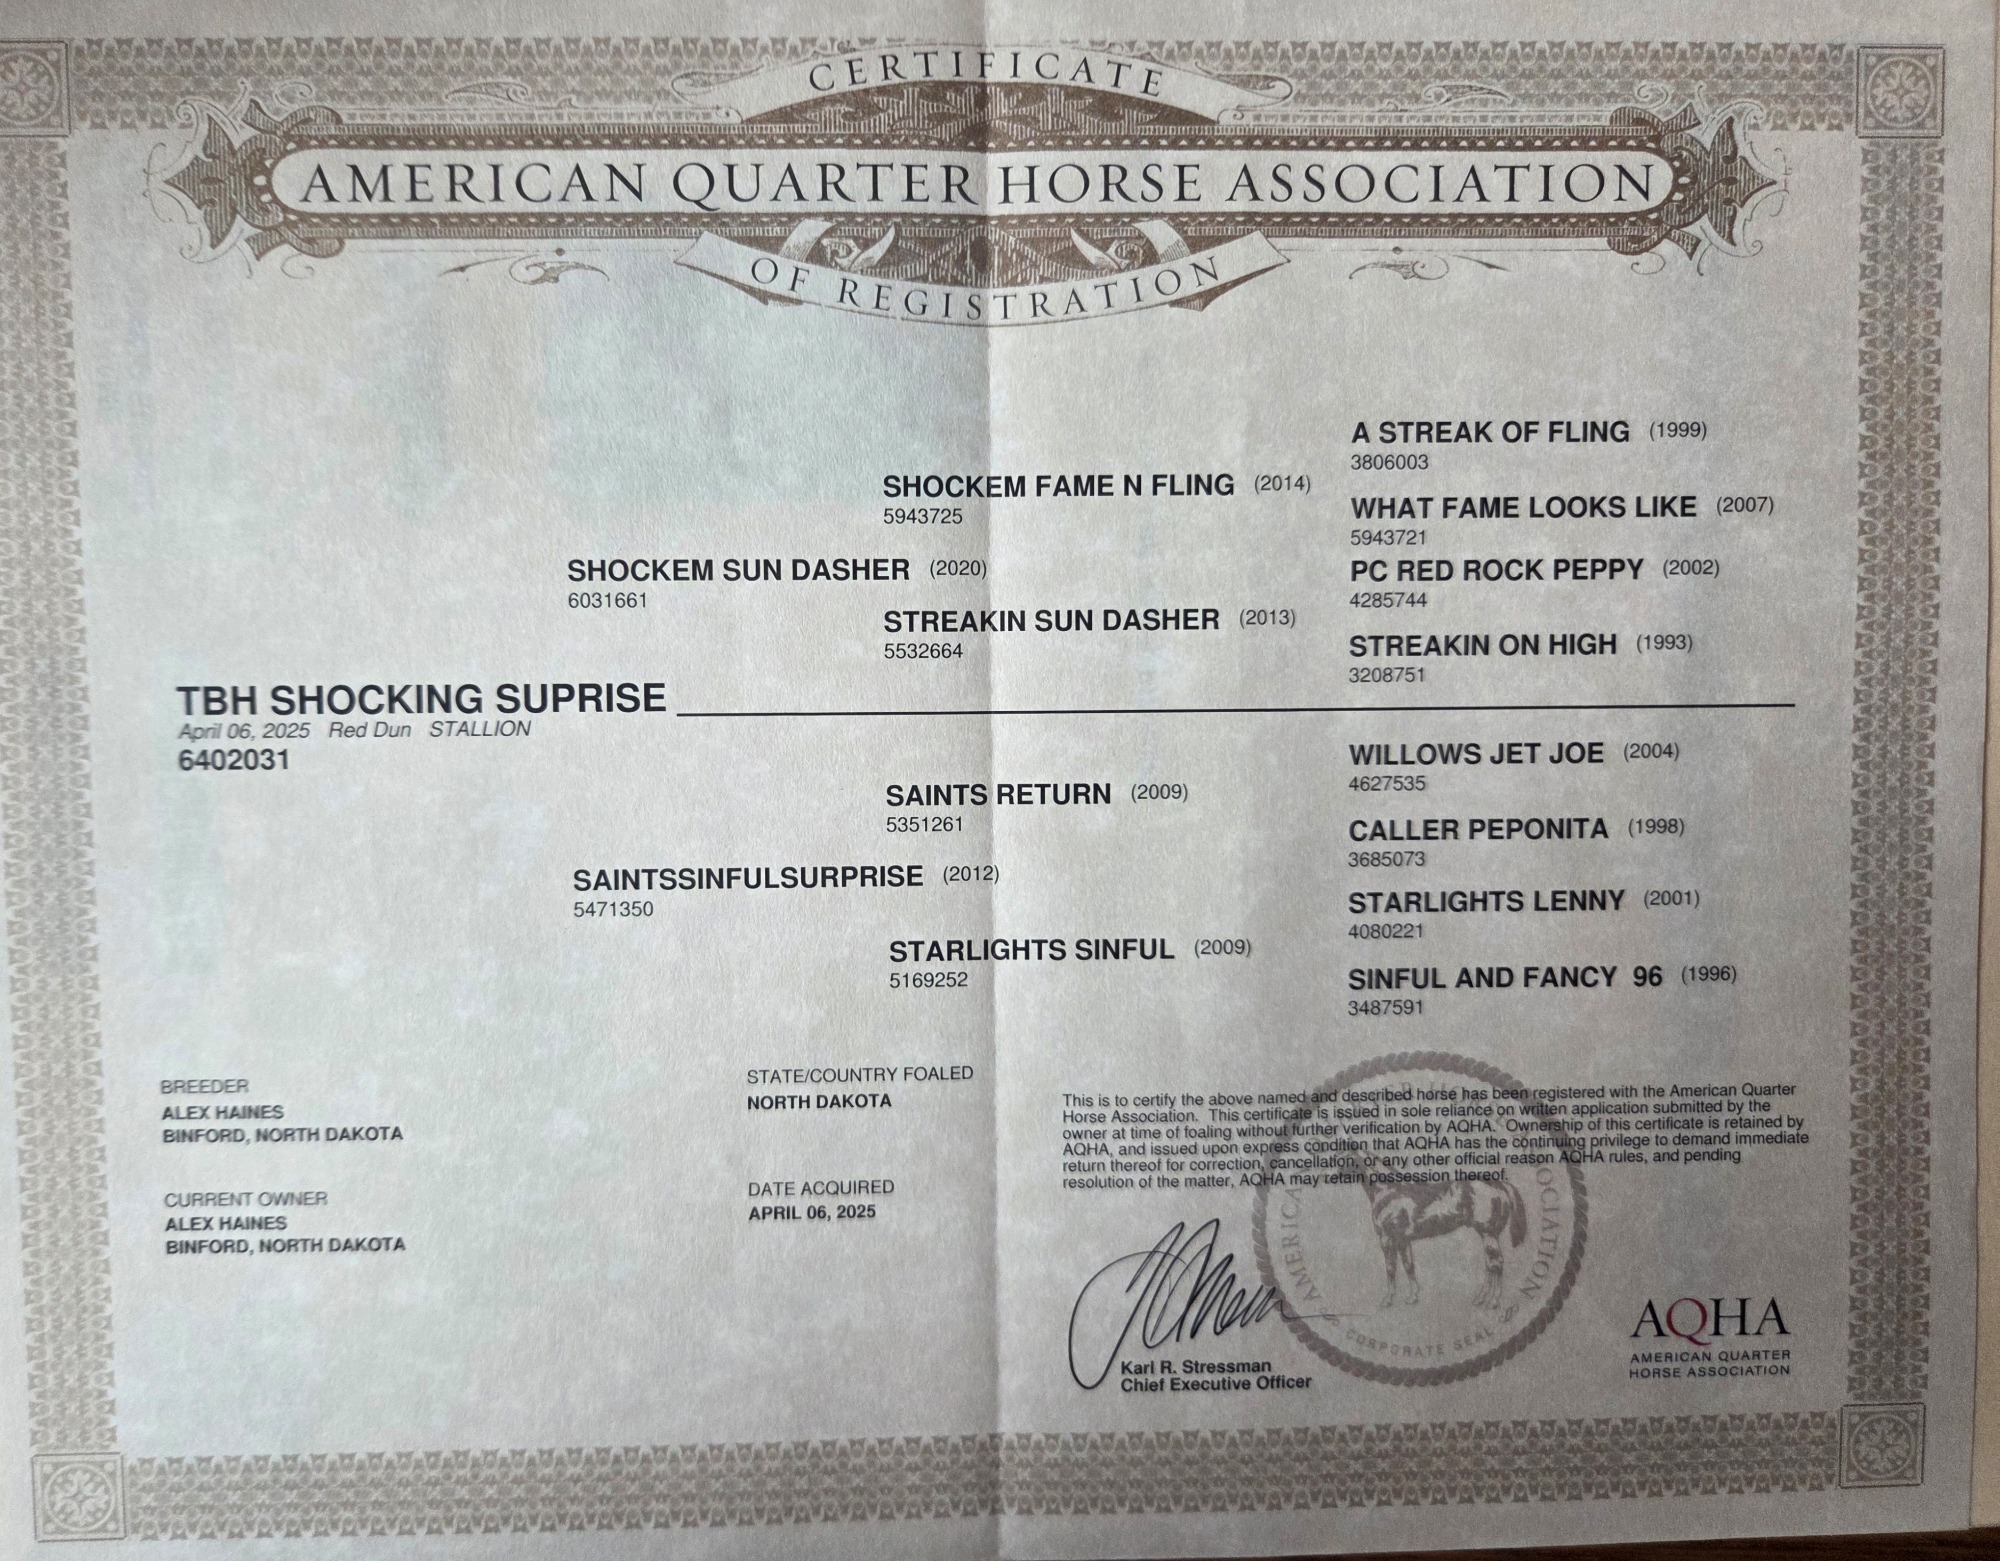 CERTIFICATE
AMERICAN QUARTER HORSE ASSOCIATION
OF REGISTRATION
A STREAK OF FLING (1999)
3806003
SHOCKEM FAME N FLING (2014)
5943725
WHAT FAME LOOKS LIKE (2007)
5943721
SHOCKEM SUN DASHER (2020)
6031661
PC RED ROCK PEPPY (2002)
4285744
STREAKIN SUN DASHER (2013)
5532664
STREAKIN ON HIGH (1993)
3208751
TBH SHOCKING SUPRISE
April 06, 2025 Red Dun STALLION
6402031
WILLOWS JET JOE (2004)
4627535
SAINTS RETURN (2009)
5351261
CALLER PEPONITA (1998)
3685073
SAINTSSINFULSURPRISE (2012)
5471350
STARLIGHTS LENNY (2001)
4080221
STARLIGHTS SINFUL (2009)
5169252
SINFUL AND FANCY 96 (1996)
3487591
BREEDER
ALEX HAINES
BINFORD, NORTH DAKOTA
STATE/COUNTRY FOALED
NORTH DAKOTA
CURRENT OWNER
ALEX HAINES
BINFORD, NORTH DAKOTA
DATE ACQUIRED
APRIL 06, 2025
This is to certify the above named and described horse has been registered with the American Quarter
Horse Association. This certificate is issued in sole reliance on written application submitted by the
owner at time of foaling without further verification by AQHA. Ownership of this certificate is retained by
AQHA, and issued upon express condition that AQHA has the continuing privilege to demand immediate
return thereof for correction, cancellation, or any other official reason AQHA rules, and pending
resolution of the matter, AQHA may retain possession thereof.
Karl R. Stressman
Chief Executive Officer
CORPORATE SEAL
AQHA
AMERICAN QUARTER
HORSE ASSOCIATION